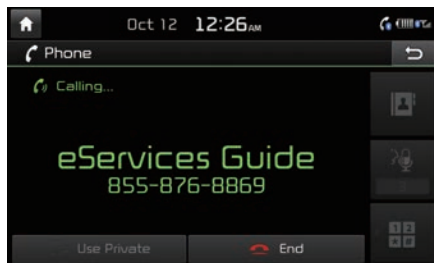 Oct 12 12:26AM
Phone
Calling...
eServices Guide
855-876-8869
Use Private End